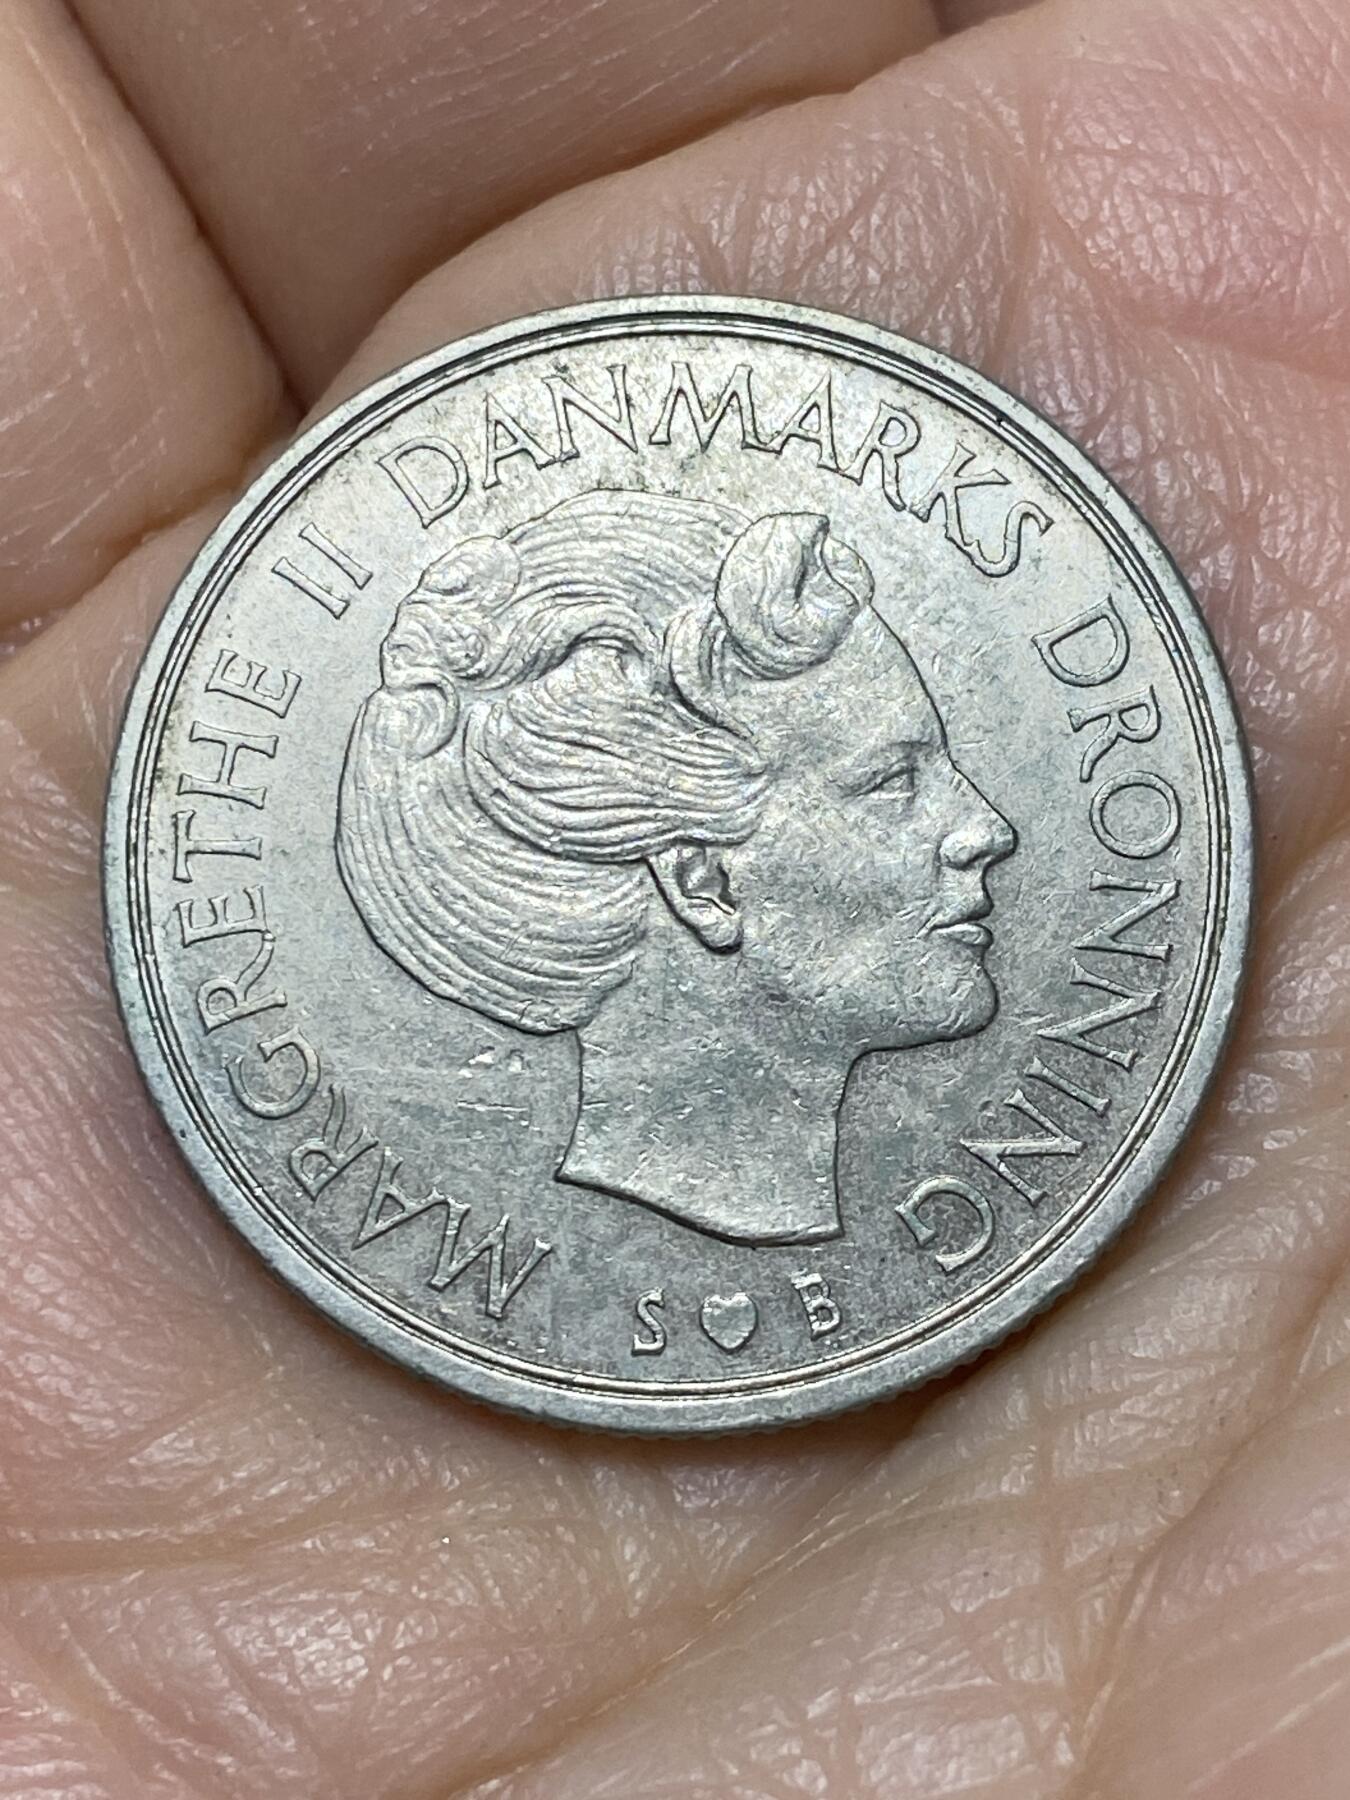 MARGRETHE II DANMARKS DRONNING
S ♥ B